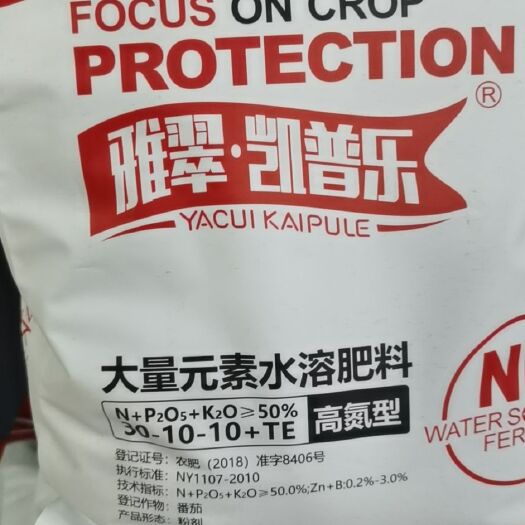 FOCUS ON CROP
PROTECTION
雅翠·凯普乐
®
YACUI KAIPULE
大量元素水溶肥料
N+P₂O₅+K₂O≥50%
30-10-10+TE
高氮型
WATER
登记证号：农肥（2018）准字8406号
执行标准：NY1107-2010
技术指标：N+P₂O₅+K₂O≥50.0%;Zn+B:0.2%-3.0%
登记作物：番茄
产品形态：粉剂